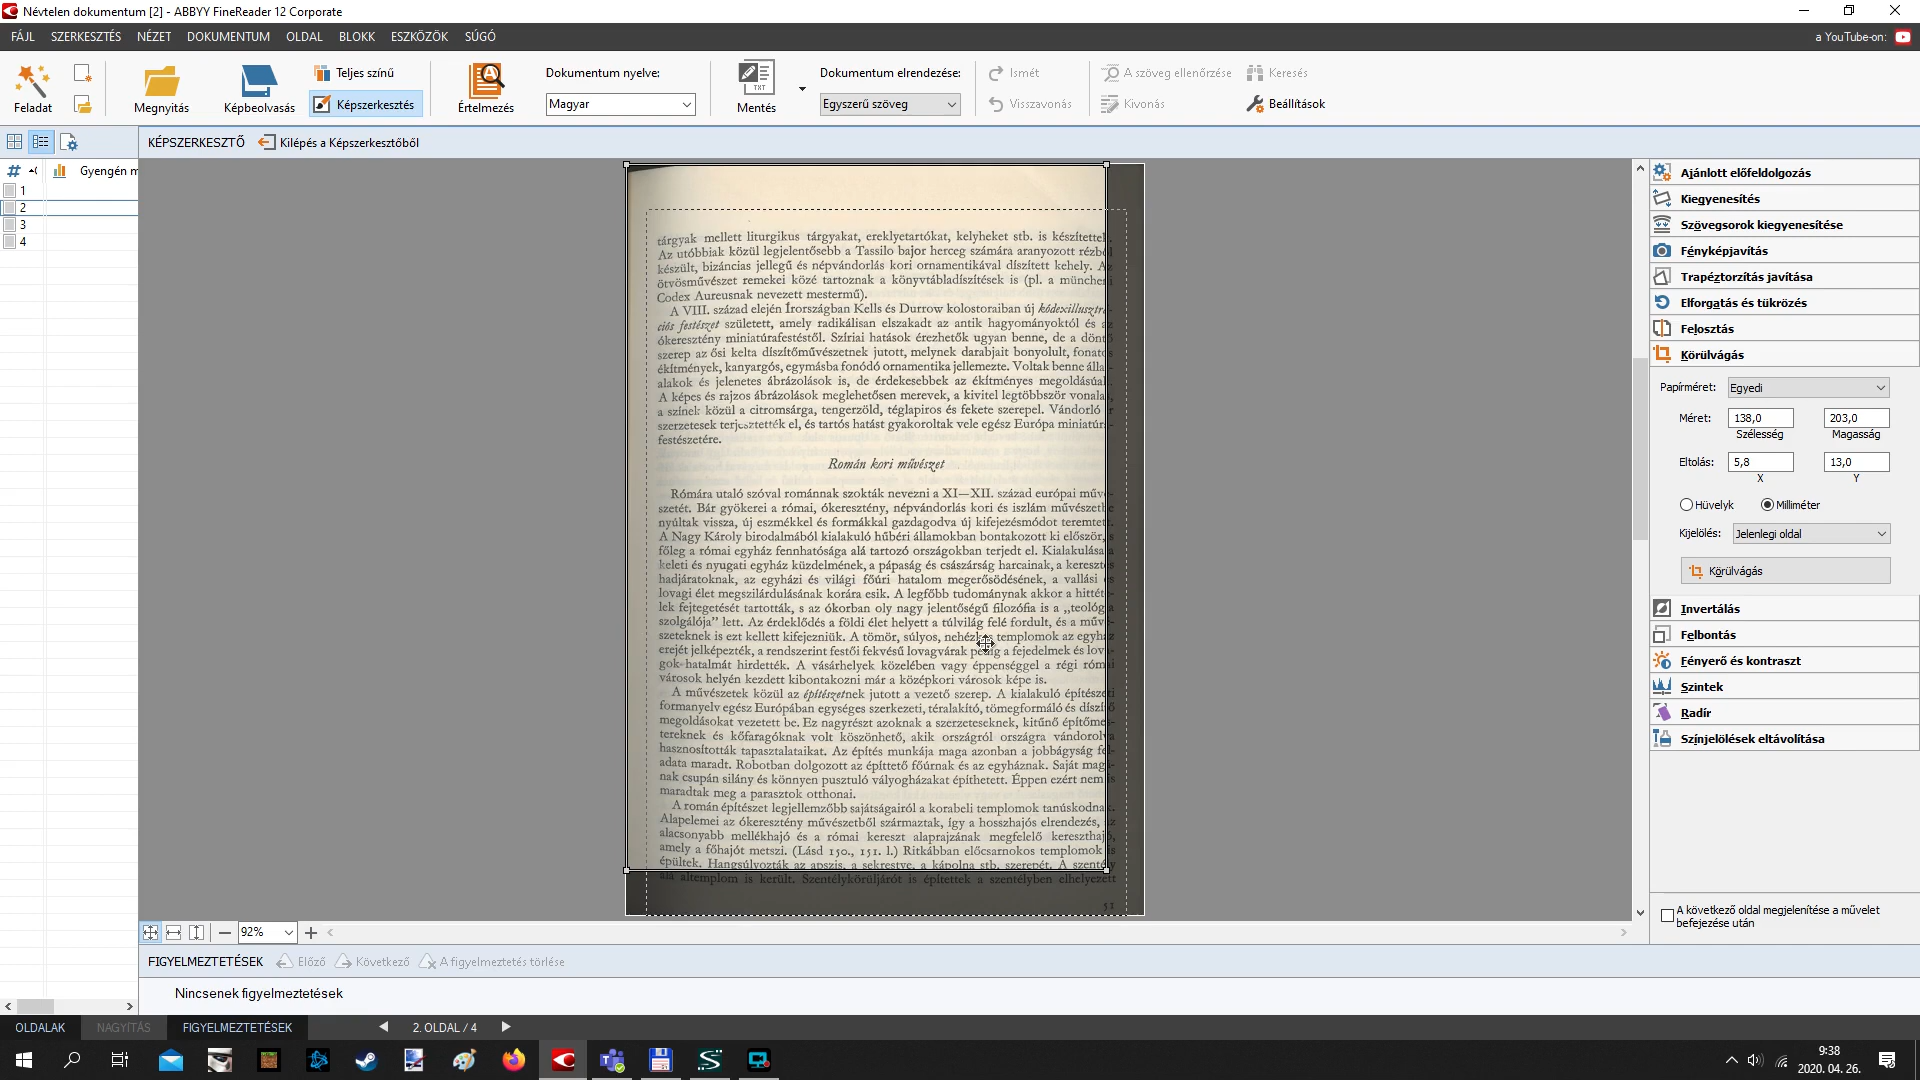 Névtelen dokumentum [2] - ABBYY FineReader 12 Corporate
FÁJL SZERKESZTÉS NÉZET DOKUMENTUM OLDAL BLOKK ESZKÖZÖK SÚGÓ a YouTube-on:
Feladat Megnyitás Képbeolvasás Teljes színű Képszerkesztés Értelmezés Dokumentum nyelve: Magyar Mentés TXT Dokumentum elrendezése: Egyszerű szöveg Ismét Visszavonás A szöveg ellenőrzése Kivonás Keresés Beállítások
KÉPSZERKESZTŐ Kilépés a Képszerkesztőből
# Gyengén m
1
2
3
4
tárgyak mellett liturgikus tárgyakat, ereklyetartókat, kelyheket stb. is készítettek.
Az utóbbiak közül legjelentősebb a Tassilo bajor herceg számára aranyozott rézből
készült, bizáncias jellegű és népvándorlás kori ornamentikával díszített kehely. Az
ötvösművészet remekei közé tartoznak a könyvtábladíszítések is (pl. a müncheni
Codex Aureusnak nevezett mestermű).
A VIII. század elején Írországban Kells és Durrow kolostoraiban új kódexillusztrá-
ciós festészet született, amely radikálisan elszakadt az antik hagyományoktól és az
ókeresztény miniatúrafestéstől. Szíriai hatások érezhetők ugyan benne, de a döntő
szerep az ősi kelta díszítőművészetnek jutott, melynek darabjait bonyolult, fonatos
ékítmények, kanyargós, egymásba fonódó ornamentika jellemezte. Voltak benne álla-
alakok és jelenetes ábrázolások is, de érdekesebbek az ékítményes megoldásúak.
A képes és rajzos ábrázolások meglehetősen merevek, a kivitel legtöbbször vonalas,
a színek közül a citromsárga, tengerzöld, téglapiros és fekete szerepel. Vándorló ír
szerzetesek terjesztették el, és tartós hatást gyakoroltak vele egész Európa miniatúra-
festészetére.
Román kori művészet
Rómára utaló szóval románnak szokták nevezni a XI—XII. század európai műve-
szetét. Bár gyökerei a római, ókeresztény, népvándorlás kori és iszlám művészetbe
nyúltak vissza, új eszmékkel és formákkal gazdagodva új kifejezésmódot teremtett.
A Nagy Károly birodalmából kialakuló hűbéri államokban bontakozott ki először, s
főleg a római egyház fennhatósága alá tartozó országokban terjedt el. Kialakulása a
keleti és nyugati egyház küzdelmének, a pápaság és császárság harcainak, a keresztes
hadjáratoknak, az egyházi és világi főúri hatalom megerősödésének, a vallási és
lovagi élet megszilárdulásának korára esik. A legfőbb tudománynak akkor a hitté-
lek fejtegetését tartották, s az ókorban oly nagy jelentőségű filozófia is a „teológia
szolgálója” lett. Az érdeklődés a földi élet helyett a túlvilág felé fordult, és a műve-
szeteknek is ezt kellett kifejezniük. A tömör, súlyos, nehézkes templomok az egyház
erejét jelképezték, a rendszerint festői fekvésű lovagvárak pedig a fejedelmek és lova-
gok hatalmát hirdették. A vásárhelyek közelében vagy éppenséggel a régi római
városok helyén kezdett kibontakozni már a középkori városok képe is.
A művészetek közül az építészetnek jutott a vezető szerep. A kialakuló építészeti
formanyelv egész Európában egységes szerkezeti, téralakító, tömegformáló és díszítő
megoldásokat vezetett be. Ez nagyrészt azoknak a szerzeteseknek, kitűnő építőmes-
tereknek és kőfaragóknak volt köszönhető, akik országról országra vándorolva
hasznosították tapasztalataikat. Az építés munkája maga azonban a jobbágyság fel-
adata maradt. Robotban dolgozott az építtető főúrnak és az egyháznak. Saját magá-
nak csupán silány és könnyen pusztuló vályogházakat építhetett. Éppen ezért nem is
maradtak meg a parasztok otthonai.
A román építészet legjellemzőbb sajátságairól a korabeli templomok tanúskodnak.
Alapelemei az ókeresztény művészetből származtak, így a hosszhajós elrendezés, az
alacsonyabb mellékhajó és a római kereszt alaprajzának megfelelő kereszthajó,
amely a főhajót metszi. (Lásd 150., 151. l.) Ritkábban előcsarnokos templomok is
épültek. Hangsúlyozták az apszis, a sekrestye, a kápolna stb. szerepét. A szentély
alá altemplom is került. Szentélykörüljárót is építettek a szentélyben elhelyezett
51
Ajánlott előfeldolgozás
Kiegyenesítés
Szövegsorok kiegyenesítése
Fényképjavítás
Trapéztorzítás javítása
Elforgatás és tükrözés
Felosztás
Körülvágás
Papírméret: Egyedi
Méret: 138,0 203,0
Szélesség Magasság
Eltolás: 5,8 13,0
X Y
Hüvelyk Milliméter
Kijelölés: Jelenlegi oldal
Körülvágás
Invertálás
Felbontás
Fényerő és kontraszt
Szintek
Radír
Színjelölések eltávolítása
A következő oldal megjelenítése a művelet
befejezése után
92%
FIGYELMEZTETÉSEK Előző Következő A figyelmeztetés törlése
Nincsenek figyelmeztetések
OLDALAK NAGYÍTÁS FIGYELMEZTETÉSEK 2. OLDAL / 4
9:38
2020. 04. 26.